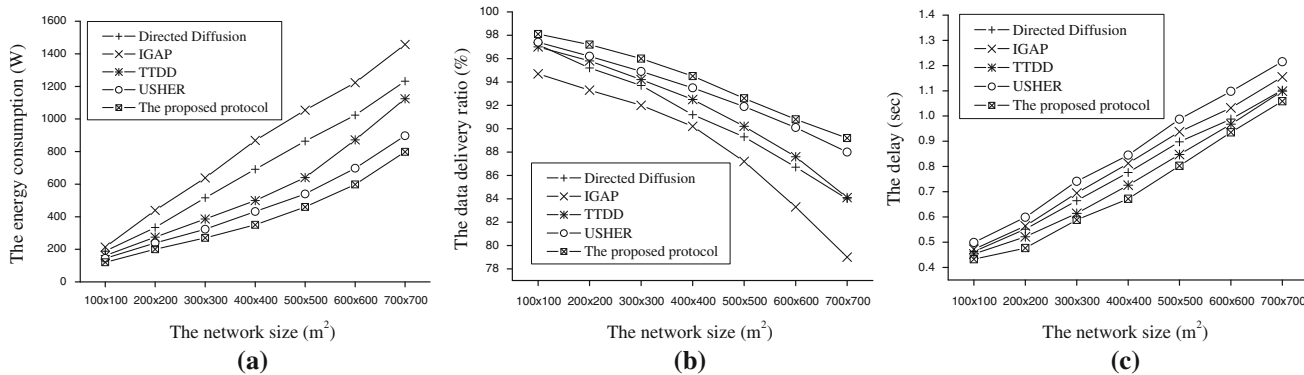 The energy consumption (W)
1600
1400
1200
1000
800
600
400
200
0
Directed Diffusion
IGAP
TTDD
USHER
The proposed protocol
100x100 200x200 300x300 400x400 500x500 600x600 700x700
The network size (m²)
(a)
The data delivery ratio (%)
100
98
96
94
92
90
88
86
84
82
80
78
Directed Diffusion
IGAP
TTDD
USHER
The proposed protocol
100x100 200x200 300x300 400x400 500x500 600x600 700x700
The network size (m²)
(b)
The delay (sec)
1.4
1.3
1.2
1.1
1.0
0.9
0.8
0.7
0.6
0.5
0.4
Directed Diffusion
IGAP
TTDD
USHER
The proposed protocol
100x100 200x200 300x300 400x400 500x500 600x600 700x700
The network size (m²)
(c)